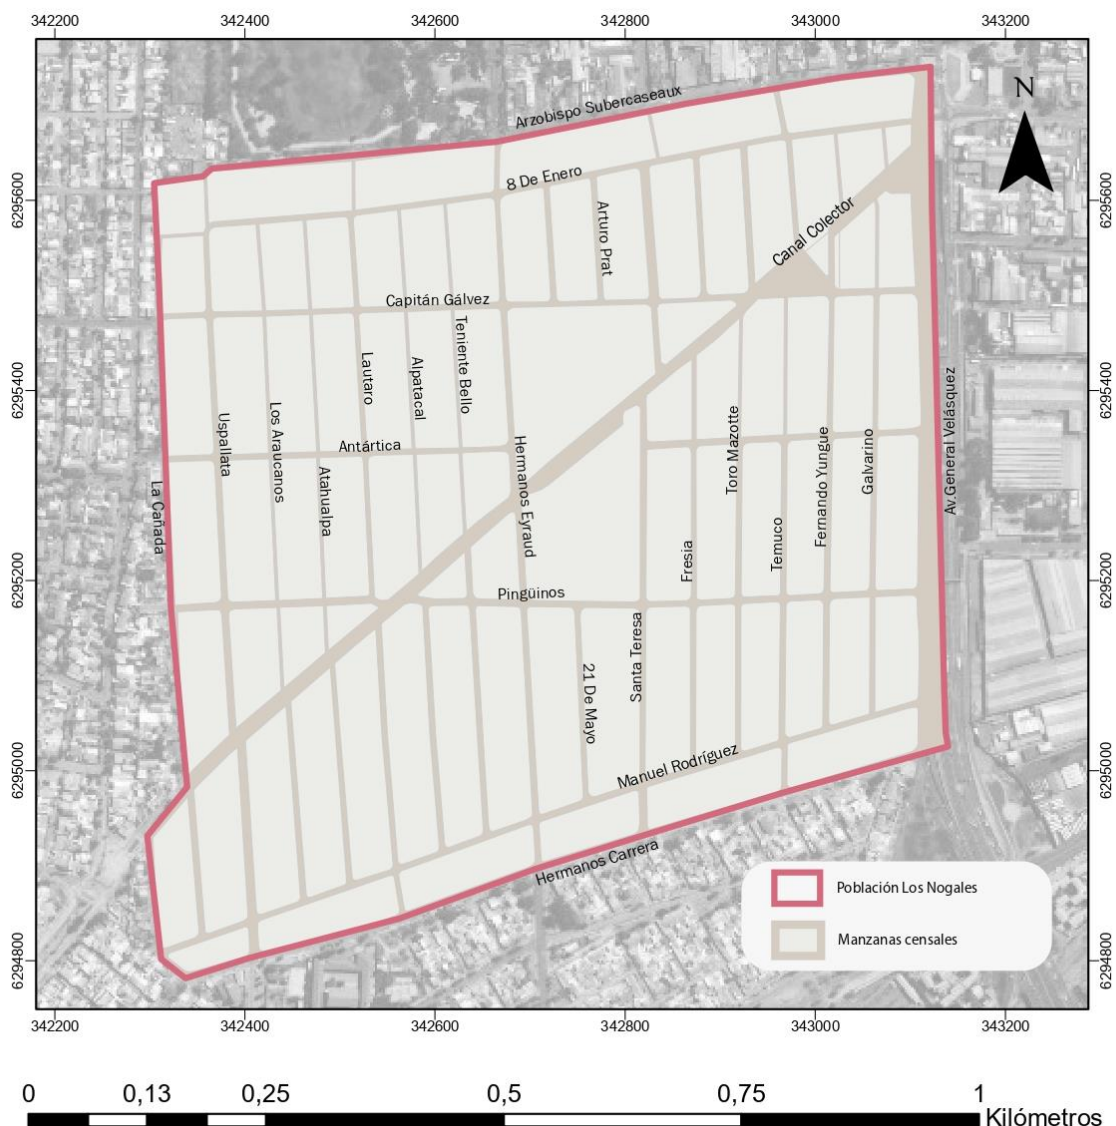 342200 342400 342600 342800 343000 343200
N
Arzobispo Subercaseaux
8 De Enero
6295600
6295600
Arturo Prat
Canal Colector
Capitán Gálvez
Teniente Bello
Lautaro
Alpatacal
6295400
6295400
Av.General Velásquez
Uspallata
Los Araucanos
Antártica
Toro Mazotte
Fernando Yungue
Galvarino
Hermanos Eyraud
Atahualpa
La Cañada
Temuco
Fresia
6295200
6295200
Pingüinos
Santa Teresa
21 De Mayo
6295000
6295000
Manuel Rodríguez
Hermanos Carrera
Población Los Nogales
Manzanas censales
6294800
6294800
342200 342400 342600 342800 343000 343200
0 0,13 0,25 0,5 0,75 1
Kilómetros